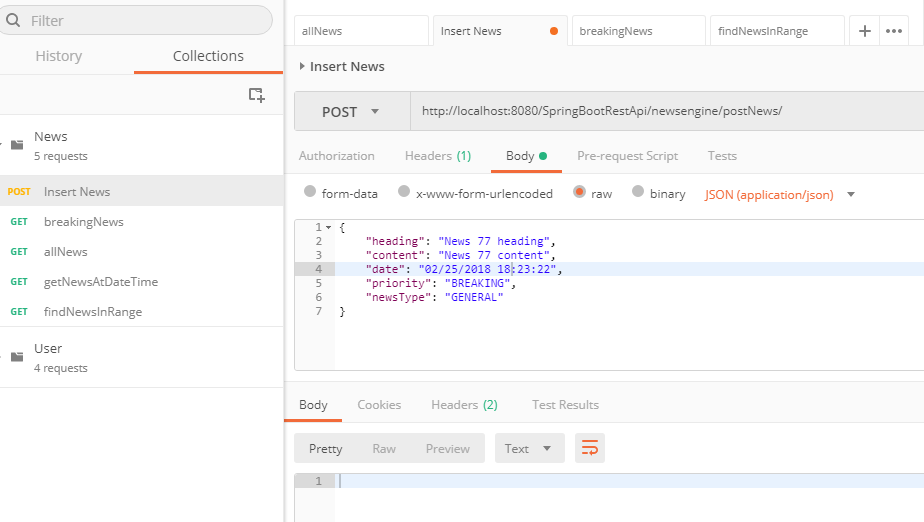 Filter
History Collections
News
5 requests
POST Insert News
GET breakingNews
GET allNews
GET getNewsAtDateTime
GET findNewsInRange
User
4 requests
allNews Insert News breakingNews findNewsInRange + •••
Insert News
POST http://localhost:8080/SpringBootRestApi/newsengine/postNews/
Authorization Headers (1) Body Pre-request Script Tests
form-data x-www-form-urlencoded raw binary JSON (application/json)
1 {
2 "heading": "News 77 heading",
3 "content": "News 77 content",
4 "date": "02/25/2018 18:23:22",
5 "priority": "BREAKING",
6 "newsType": "GENERAL"
7 }
Body Cookies Headers (2) Test Results
Pretty Raw Preview Text
1